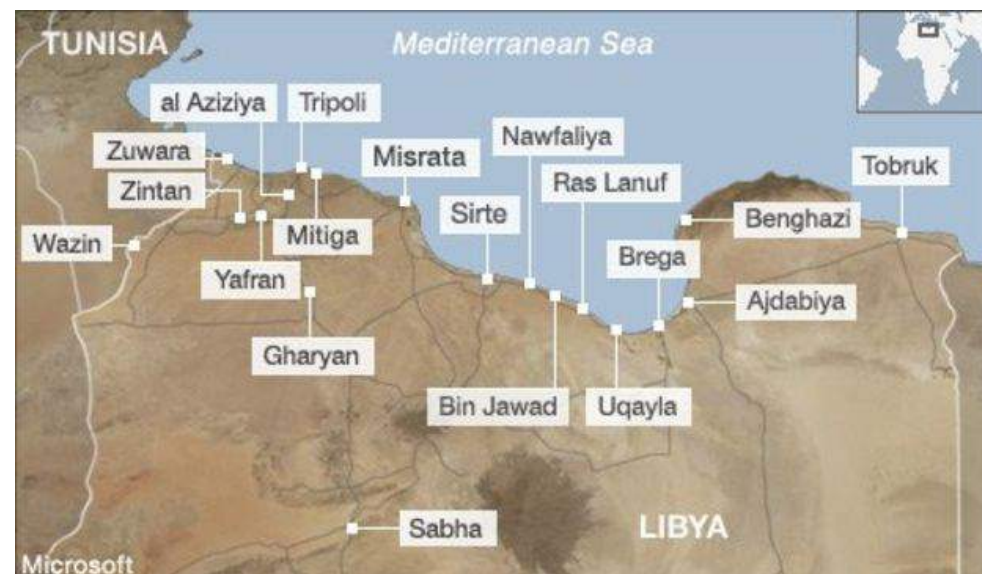 TUNISIA
Mediterranean Sea
al Aziziya
Tripoli
Nawfaliya
Zuwara
Misrata
Tobruk
Zintan
Ras Lanuf
Sirte
Benghazi
Wazin
Mitiga
Brega
Yafran
Ajdabiya
Gharyan
Bin Jawad
Uqayla
Sabha
LIBYA
Microsoft